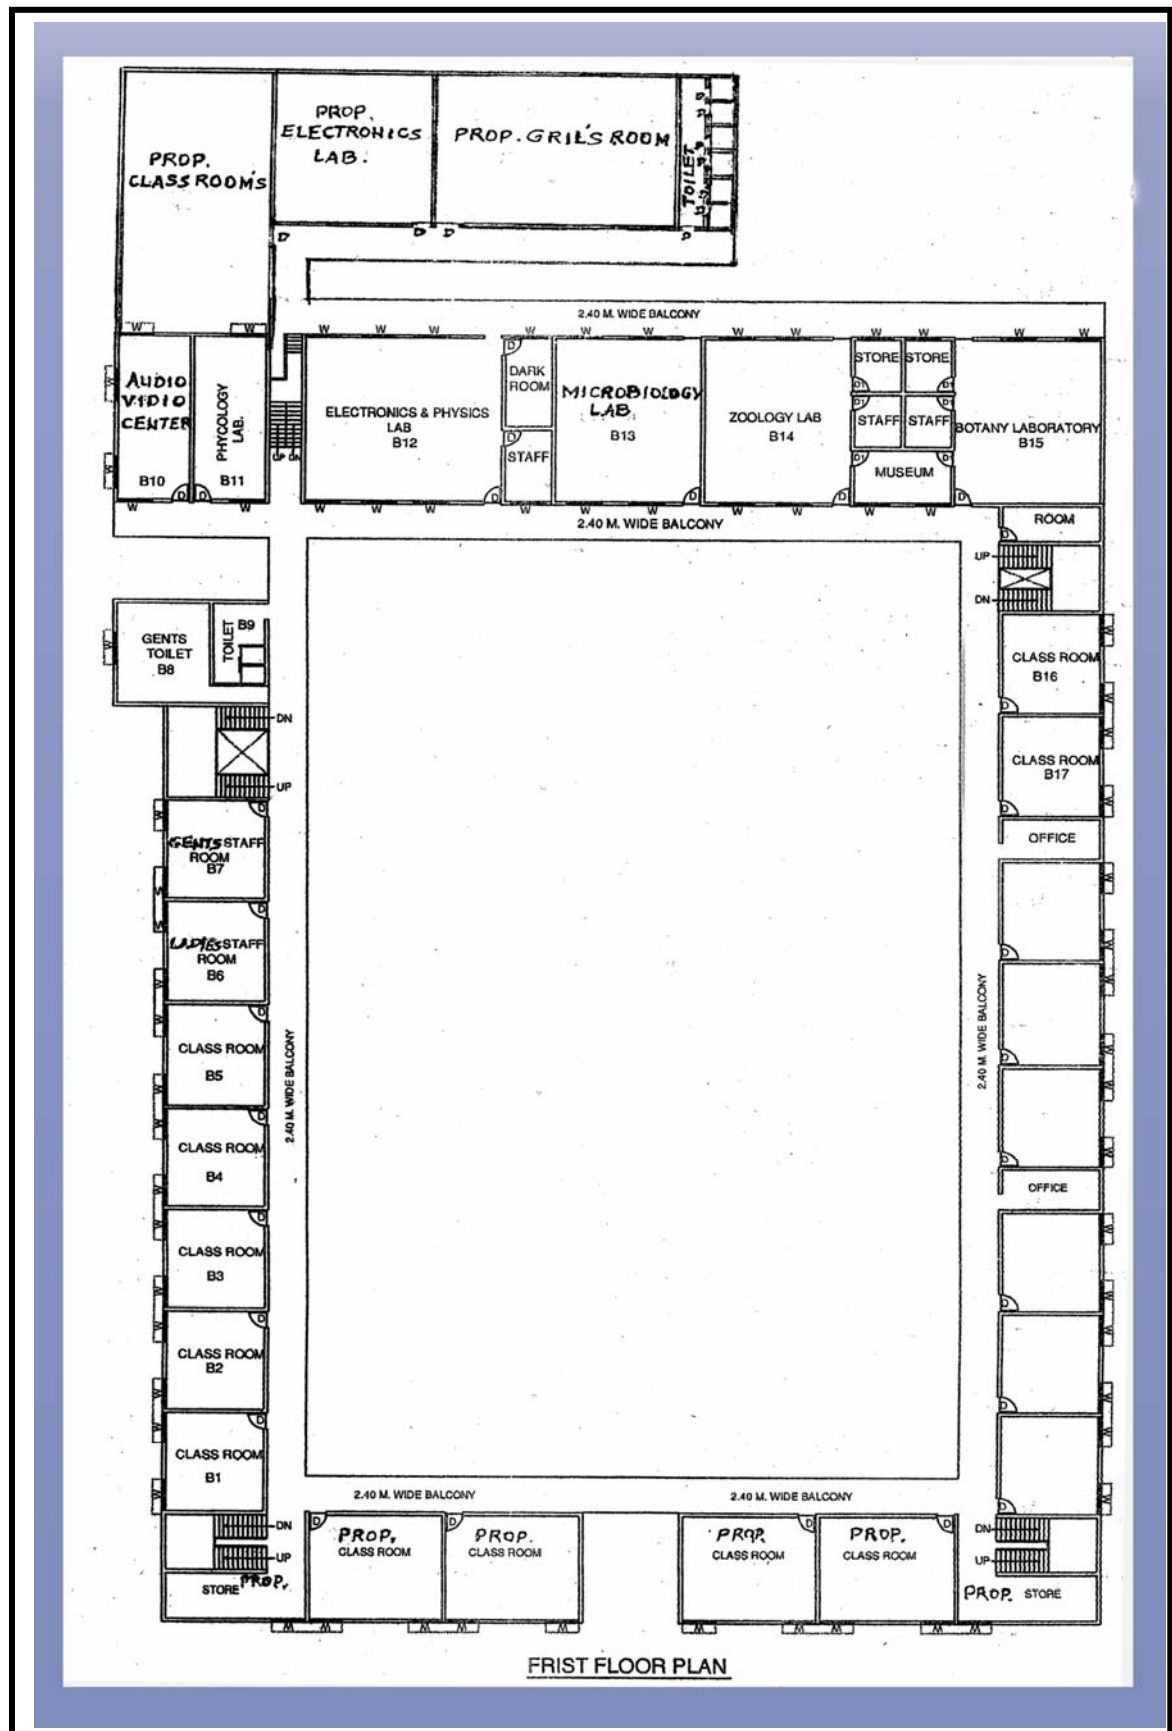 PROP.
CLASS ROOM'S
PROP.
ELECTRONICS
LAB.
PROP. GRIL'S ROOM
TOILET
D
D
D
D
2.40 M. WIDE BALCONY
AUDIO
VIDIO
CENTER
B10
PHYCOLOGY
LAB.
B11
UP DN
ELECTRONICS & PHYSICS
LAB
B12
DARK
ROOM
STAFF
MICROBIOLOGY
LAB
B13
ZOOLOGY LAB
B14
STORE
STORE
STAFF
STAFF
MUSEUM
BOTANY LABORATORY
B15
2.40 M. WIDE BALCONY
ROOM
UP
DN
GENTS
TOILET
B8
TOILET
B9
DN
UP
CLASS ROOM
B16
CLASS ROOM
B17
OFFICE
GENTS STAFF
ROOM
B7
LADIES STAFF
ROOM
B6
CLASS ROOM
B5
CLASS ROOM
B4
CLASS ROOM
B3
CLASS ROOM
B2
CLASS ROOM
B1
2.40 M. WIDE BALCONY
2.40 M. WIDE BALCONY
OFFICE
2.40 M. WIDE BALCONY
2.40 M. WIDE BALCONY
DN
UP
STORE PROP.
PROP.
CLASS ROOM
PROP.
CLASS ROOM
PROP.
CLASS ROOM
PROP.
CLASS ROOM
DN
UP
PROP. STORE
FRIST FLOOR PLAN